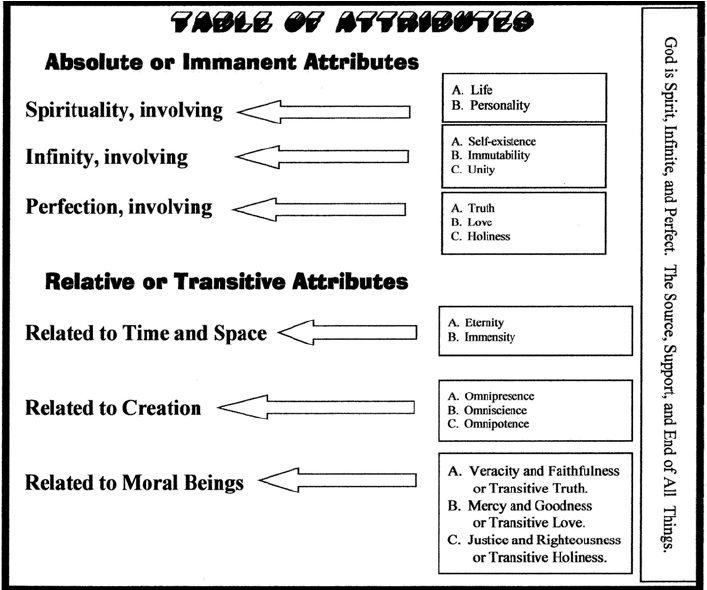 TABLE OF ATTRIBUTES
Absolute or Immanent Attributes
Spirituality, involving
A. Life
B. Personality
Infinity, involving
A. Self-existence
B. Immutability
C. Unity
Perfection, involving
A. Truth
B. Love
C. Holiness
Relative or Transitive Attributes
Related to Time and Space
A. Eternity
B. Immensity
Related to Creation
A. Omnipresence
B. Omniscience
C. Omnipotence
Related to Moral Beings
A. Veracity and Faithfulness
or Transitive Truth.
B. Mercy and Goodness
or Transitive Love.
C. Justice and Righteousness
or Transitive Holiness.
God is Spirit, Infinite, and Perfect. The Source, Support, and End of All Things.